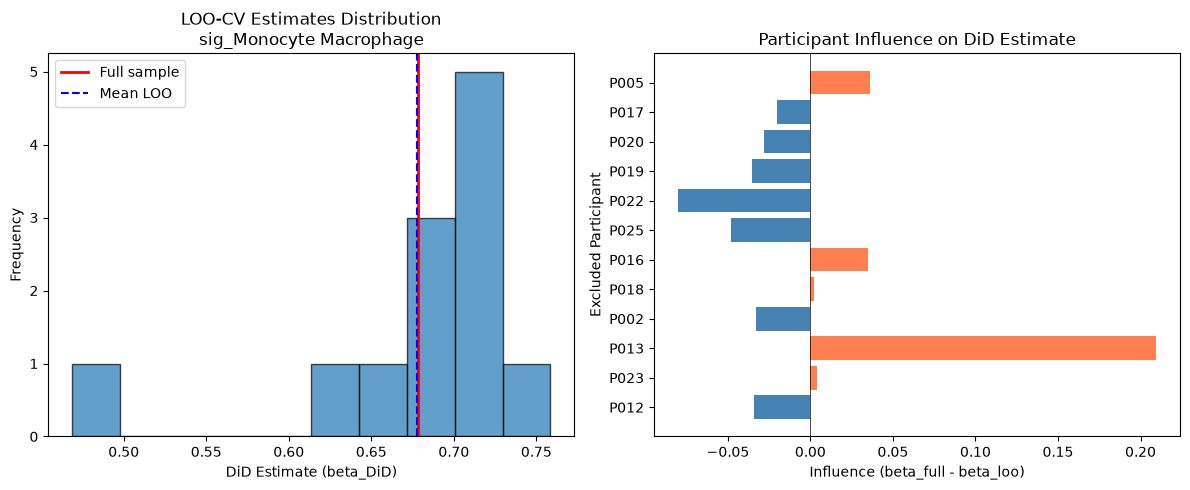 LOO-CV Estimates Distribution
sig_Monocyte Macrophage
Full sample
Mean LOO
Frequency
5
4
3
2
1
0
0.50
0.55
0.60
0.65
0.70
0.75
DiD Estimate (beta_DiD)
Participant Influence on DiD Estimate
Excluded Participant
P005
P017
P020
P019
P022
P025
P016
P018
P002
P013
P023
P012
−0.05
0.00
0.05
0.10
0.15
0.20
Influence (beta_full - beta_loo)